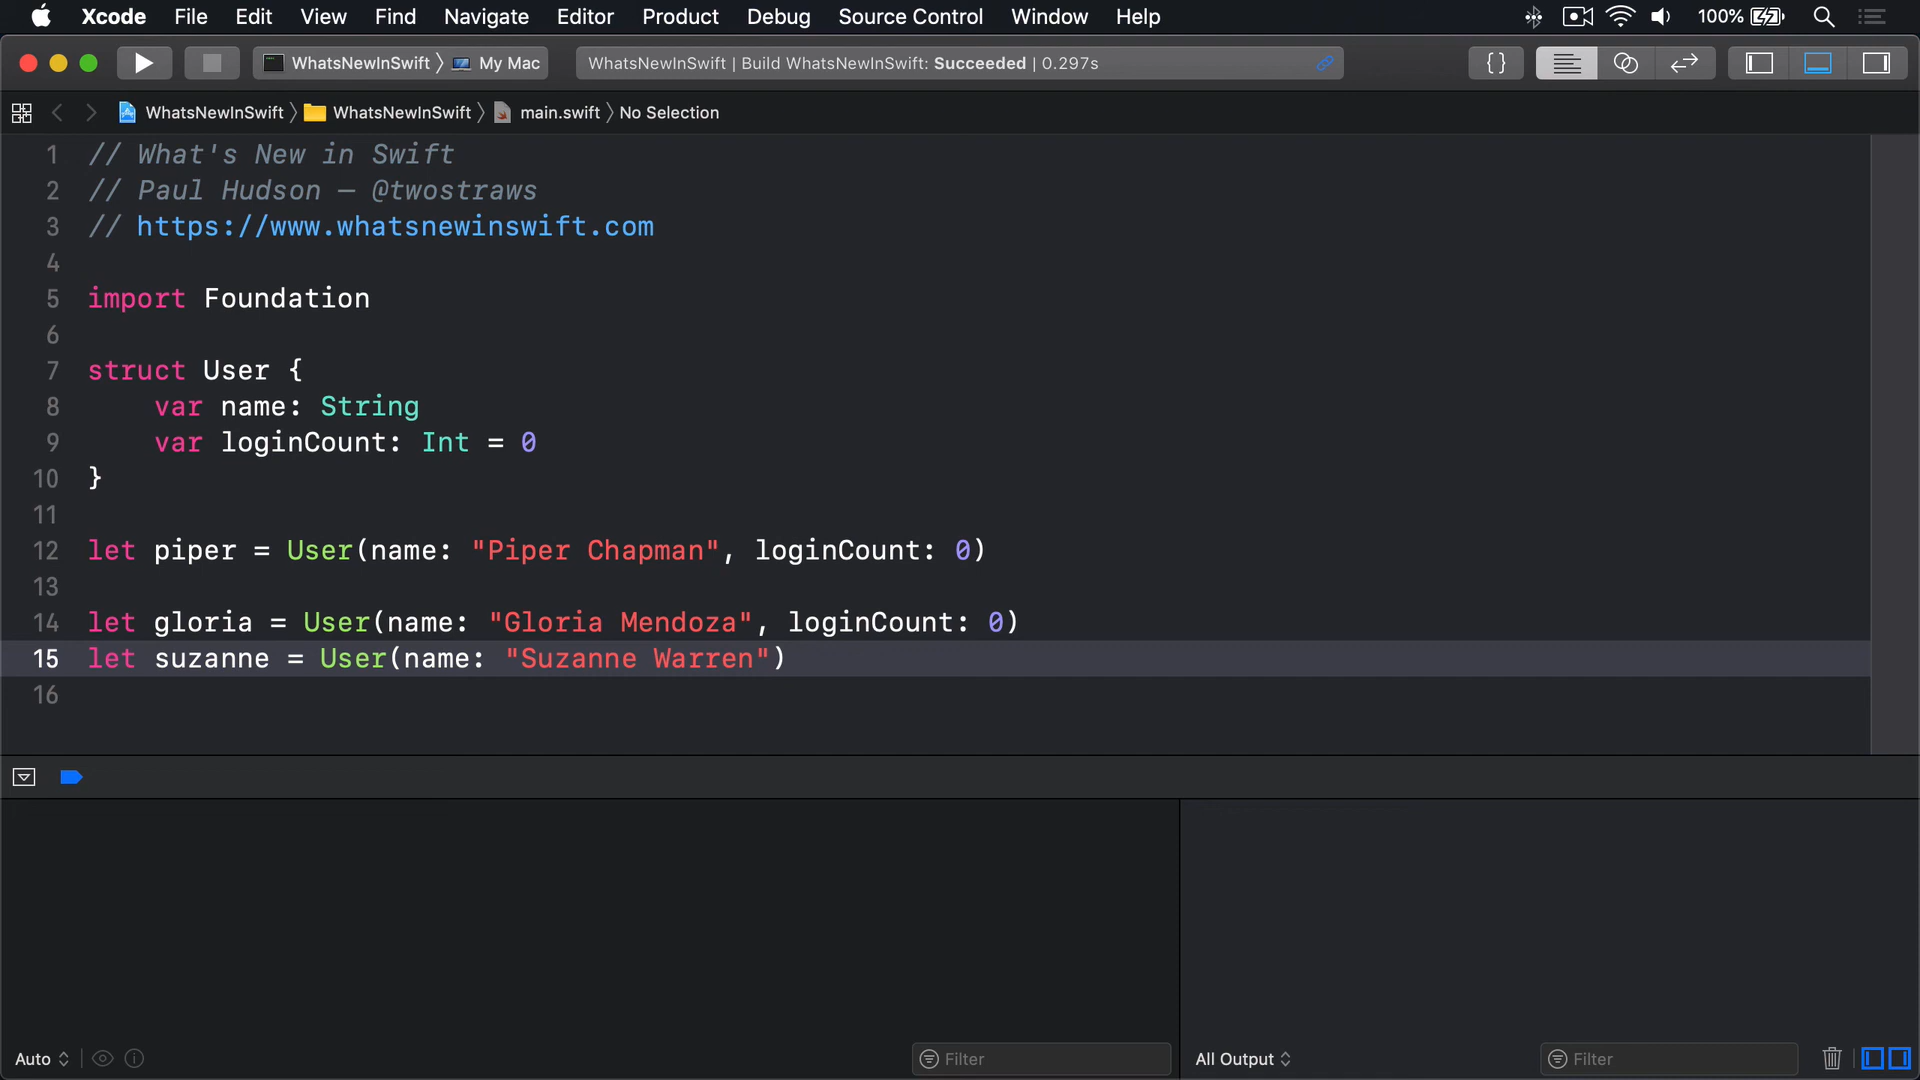 Xcode File Edit View Find Navigate Editor Product Debug Source Control Window Help 100%
WhatsNewInSwift My Mac WhatsNewInSwift | Build WhatsNewInSwift: Succeeded | 0.297s {}
WhatsNewInSwift WhatsNewInSwift main.swift No Selection
1 // What's New in Swift
2 // Paul Hudson — @twostraws
3 // https://www.whatsnewinswift.com
4
5 import Foundation
6
7 struct User {
8 var name: String
9 var loginCount: Int = 0
10 }
11
12 let piper = User(name: "Piper Chapman", loginCount: 0)
13
14 let gloria = User(name: "Gloria Mendoza", loginCount: 0)
15 let suzanne = User(name: "Suzanne Warren")
16
Auto Filter All Output Filter